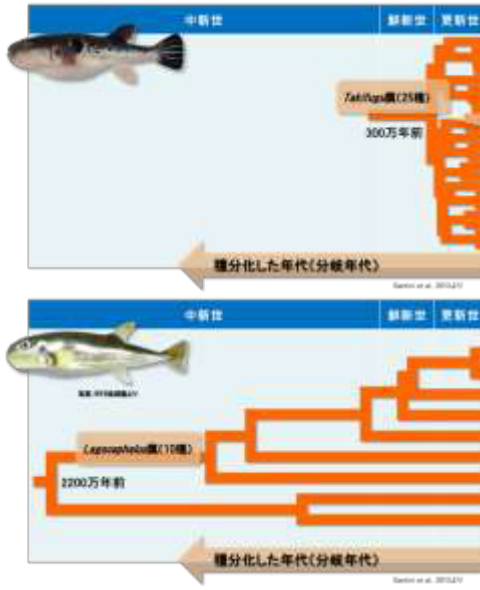 中新世 鮮新世 更新世
Takifugu属(25種)
300万年前
種分化した年代(分岐年代)
Santini et al. 2013より
中新世 鮮新世 更新世
Lagocephalus属(10種)
2200万年前
種分化した年代(分岐年代)
Santini et al. 2013より